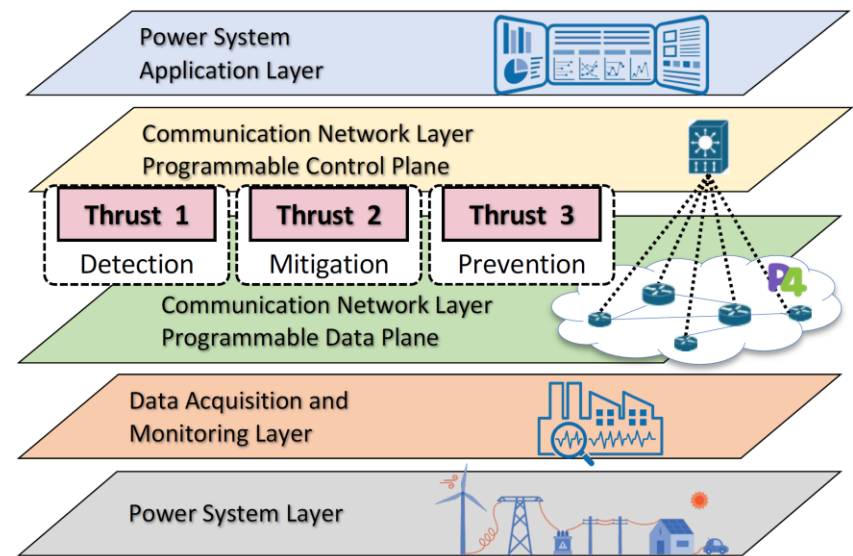 Power System
Application Layer
Communication Network Layer
Programmable Control Plane
Thrust 1
Thrust 2
Thrust 3
Detection
Mitigation
Prevention
P4
Communication Network Layer
Programmable Data Plane
Data Acquisition and
Monitoring Layer
Power System Layer